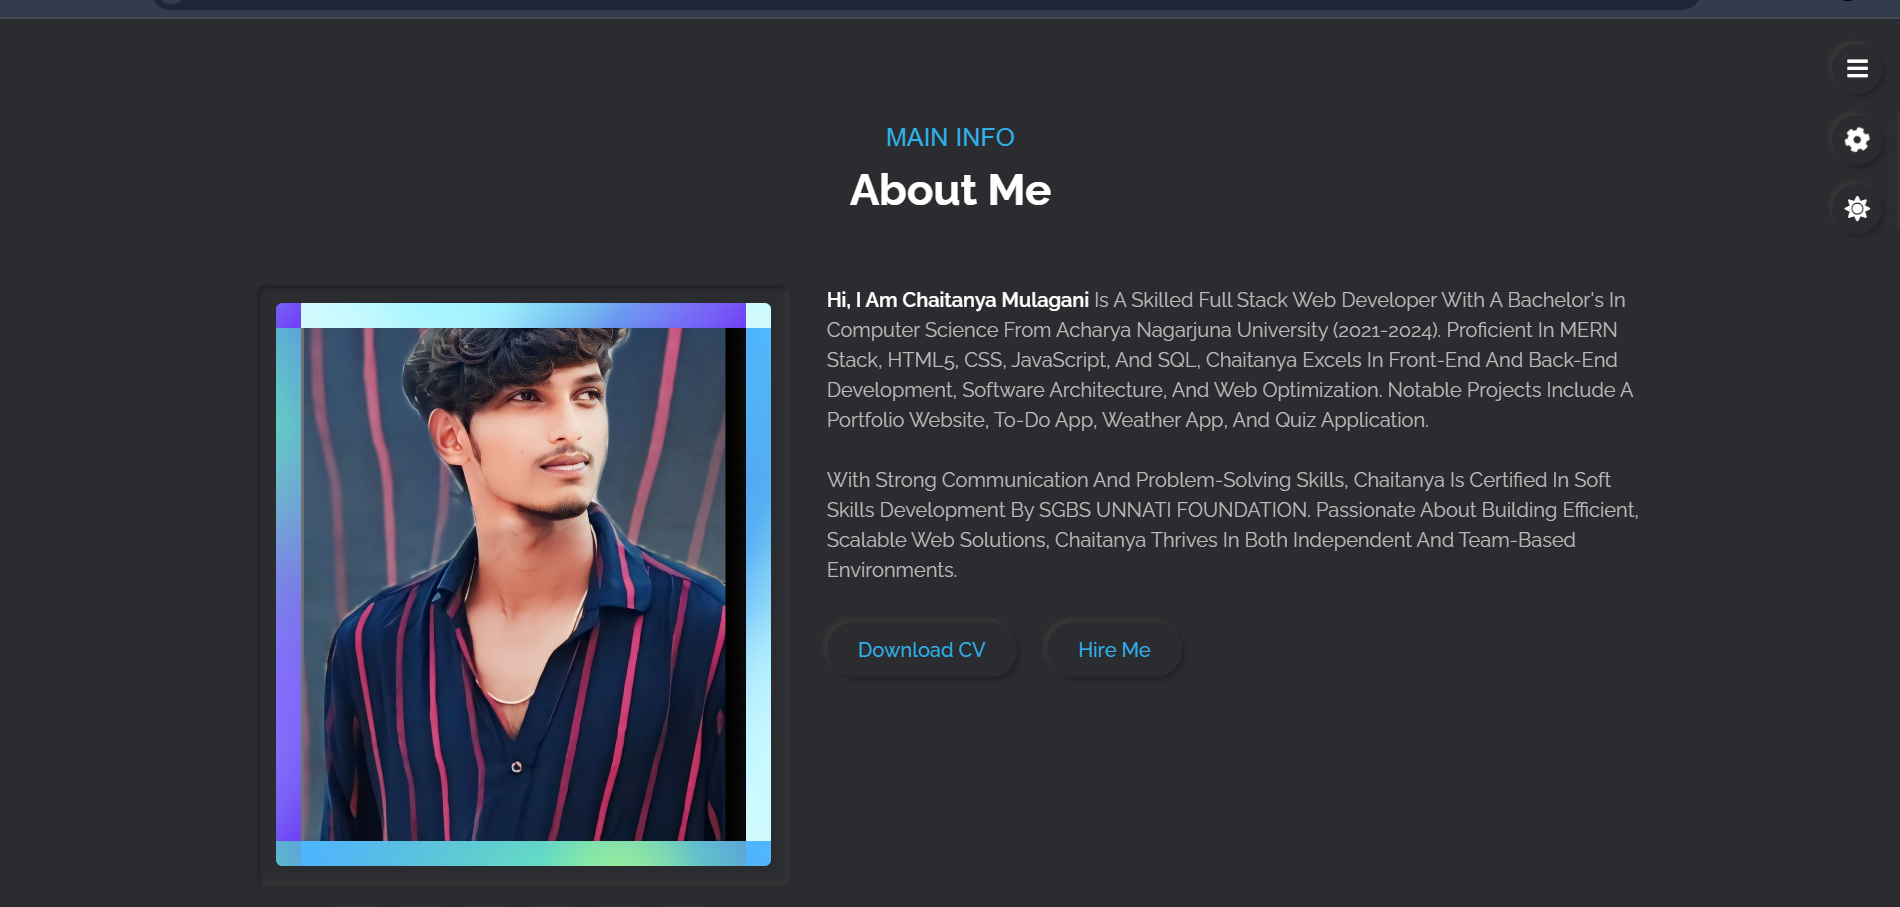 MAIN INFO
About Me
Hi, I Am Chaitanya Mulagani Is A Skilled Full Stack Web Developer With A Bachelor's In
Computer Science From Acharya Nagarjuna University (2021-2024). Proficient In MERN
Stack, HTML5, CSS, JavaScript, And SQL, Chaitanya Excels In Front-End And Back-End
Development, Software Architecture, And Web Optimization. Notable Projects Include A
Portfolio Website, To-Do App, Weather App, And Quiz Application.
With Strong Communication And Problem-Solving Skills, Chaitanya Is Certified In Soft
Skills Development By SGBS UNNATI FOUNDATION. Passionate About Building Efficient,
Scalable Web Solutions, Chaitanya Thrives In Both Independent And Team-Based
Environments.
Download CV
Hire Me